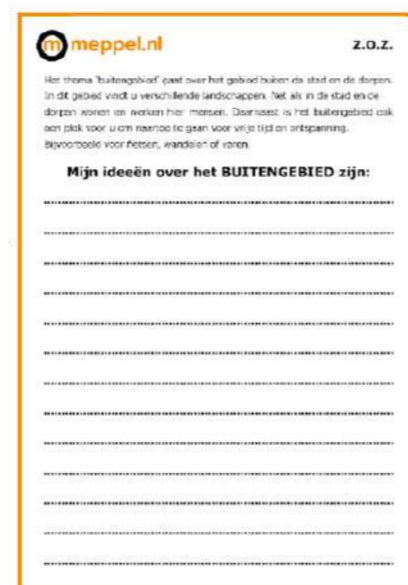 meppel.nl
z.o.z.
Het thema "buitengebied" gaat over het gebied buiten de stad en de dorpen.
In dit gebied vindt u verschillende landschappen. Net als in de stad en de
dorpen wonen en werken hier mensen. Daarnaast is het buitengebied ook
een plek voor u om naartoe te gaan voor vrije tijd en ontspanning.
Bijvoorbeeld voor fietsen, wandelen of varen.
Mijn ideeën over het BUITENGEBIED zijn: